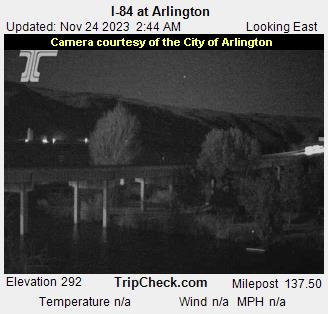 I-84 at Arlington
Updated: Nov 24 2023 2:44 AM Looking East
Camera courtesy of the City of Arlington
Elevation 292 TripCheck.com Milepost 137.50
Temperature n/a Wind n/a MPH n/a